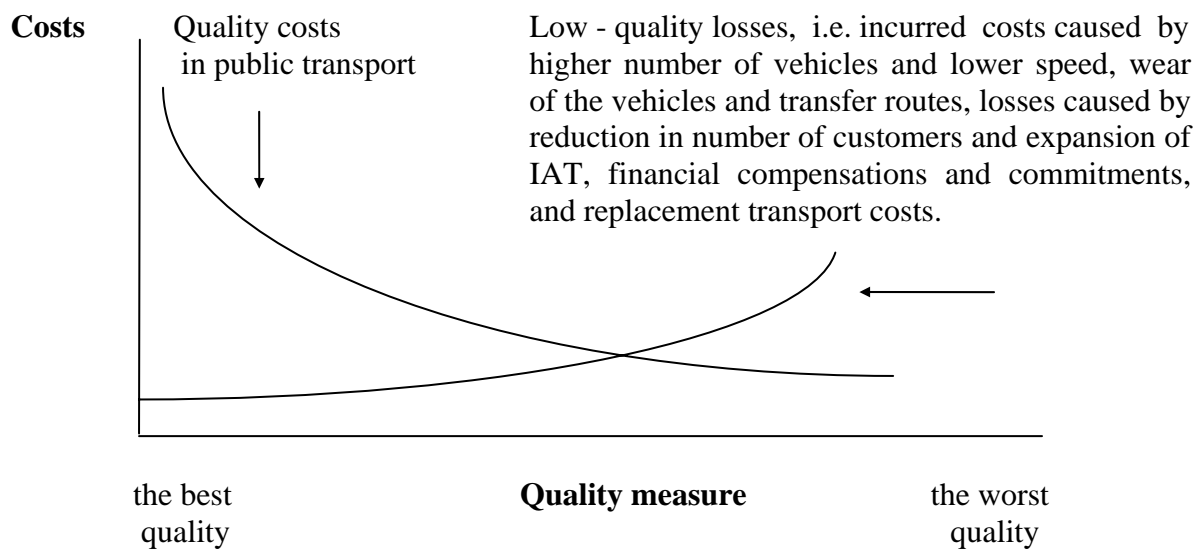 Costs
Quality costs
in public transport
Low - quality losses, i.e. incurred costs caused by
higher number of vehicles and lower speed, wear
of the vehicles and transfer routes, losses caused by
reduction in number of customers and expansion of
IAT, financial compensations and commitments,
and replacement transport costs.
the best
quality
Quality measure
the worst
quality